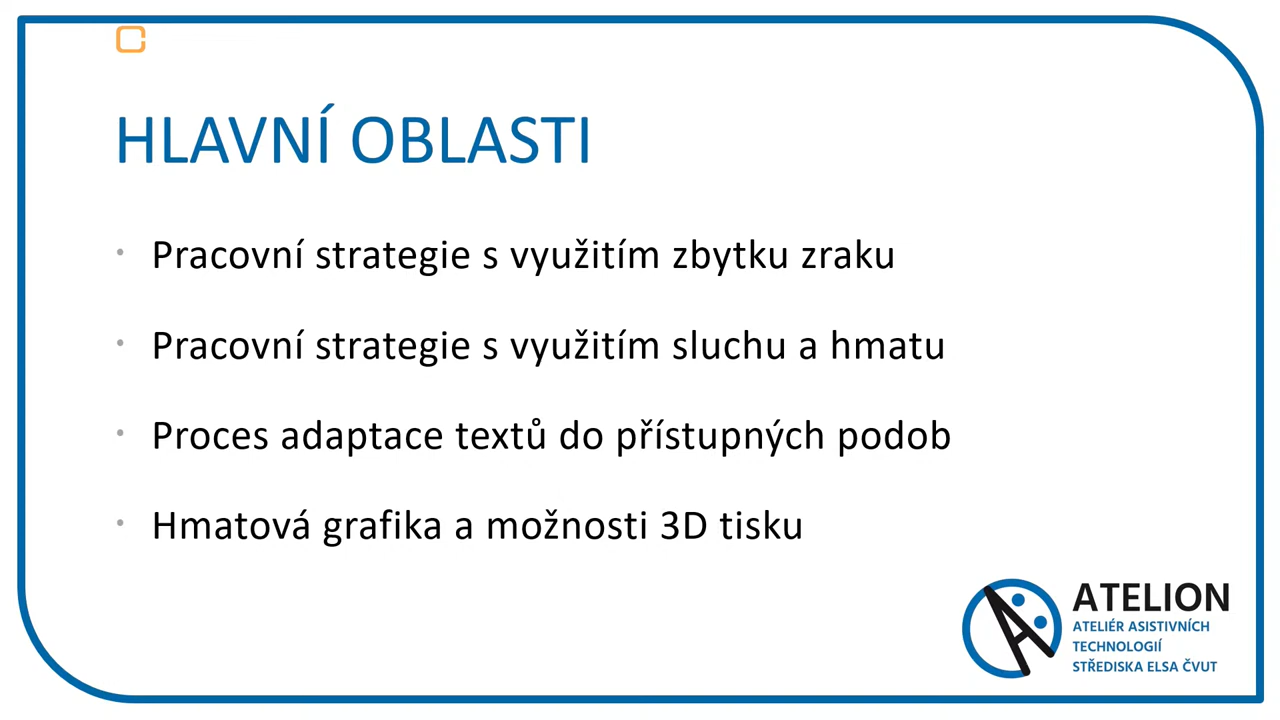 HLAVNÍ OBLASTI
Pracovní strategie s využitím zbytku zraku
Pracovní strategie s využitím sluchu a hmatu
Proces adaptace textů do přístupných podob
Hmatová grafika a možnosti 3D tisku
ATELION
ATELIÉR ASISTIVNÍCH
TECHNOLOGIÍ
STŘEDISKA ELSA ČVUT